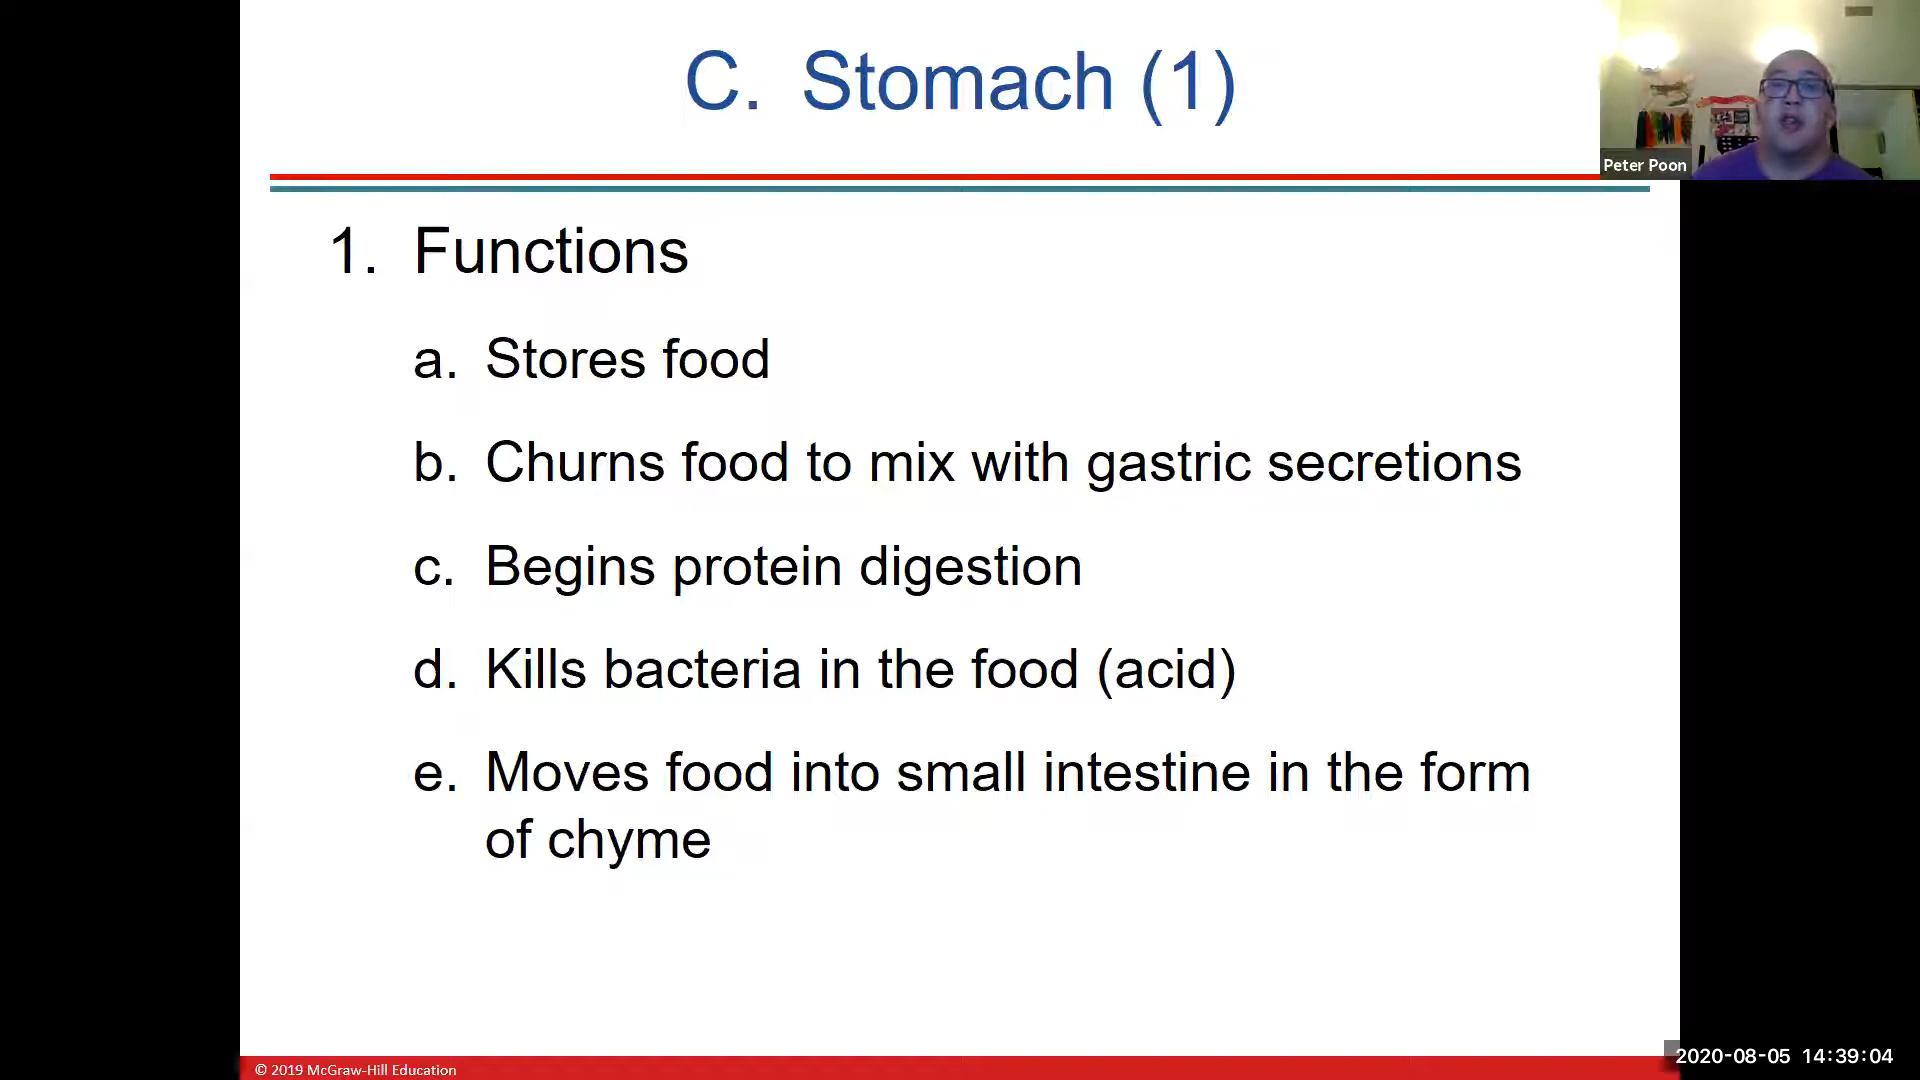 C. Stomach (1)
Peter Poon
1. Functions
a. Stores food
b. Churns food to mix with gastric secretions
c. Begins protein digestion
d. Kills bacteria in the food (acid)
e. Moves food into small intestine in the form
of chyme
© 2019 McGraw-Hill Education
2020-08-05 14:39:04